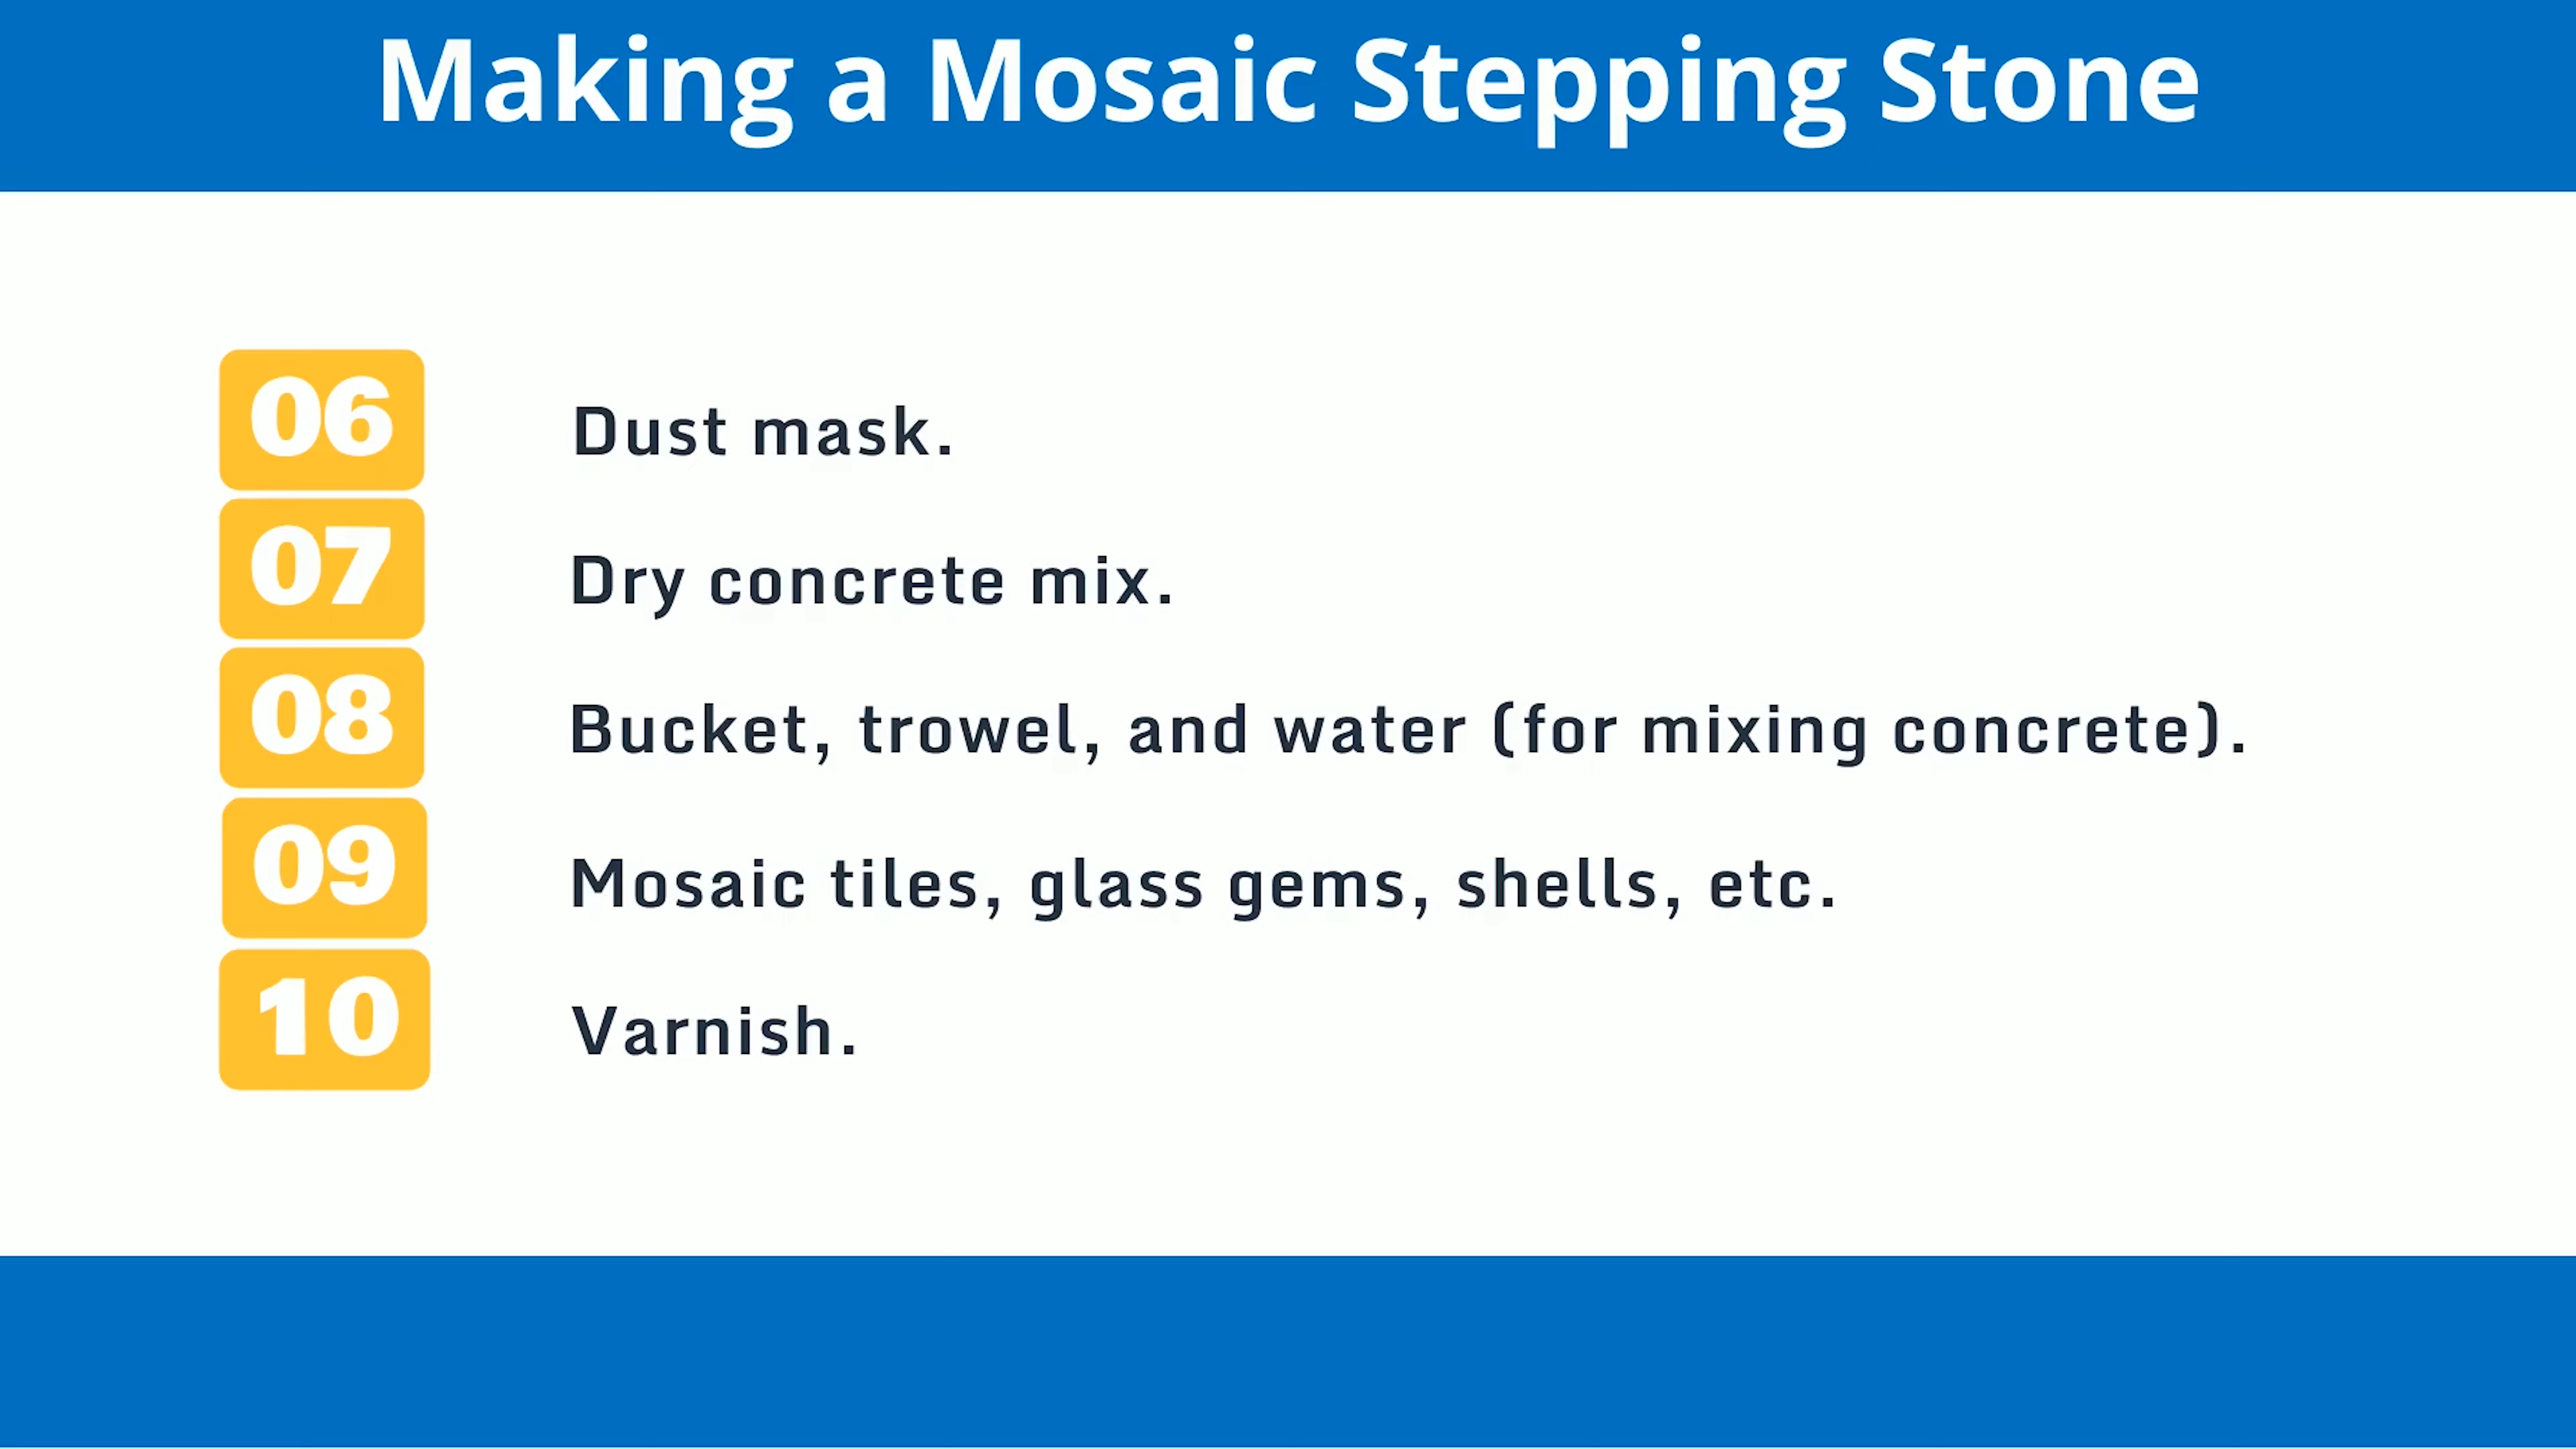 Making a Mosaic Stepping Stone
06 Dust mask.
07 Dry concrete mix.
08 Bucket, trowel, and water (for mixing concrete).
09 Mosaic tiles, glass gems, shells, etc.
10 Varnish.